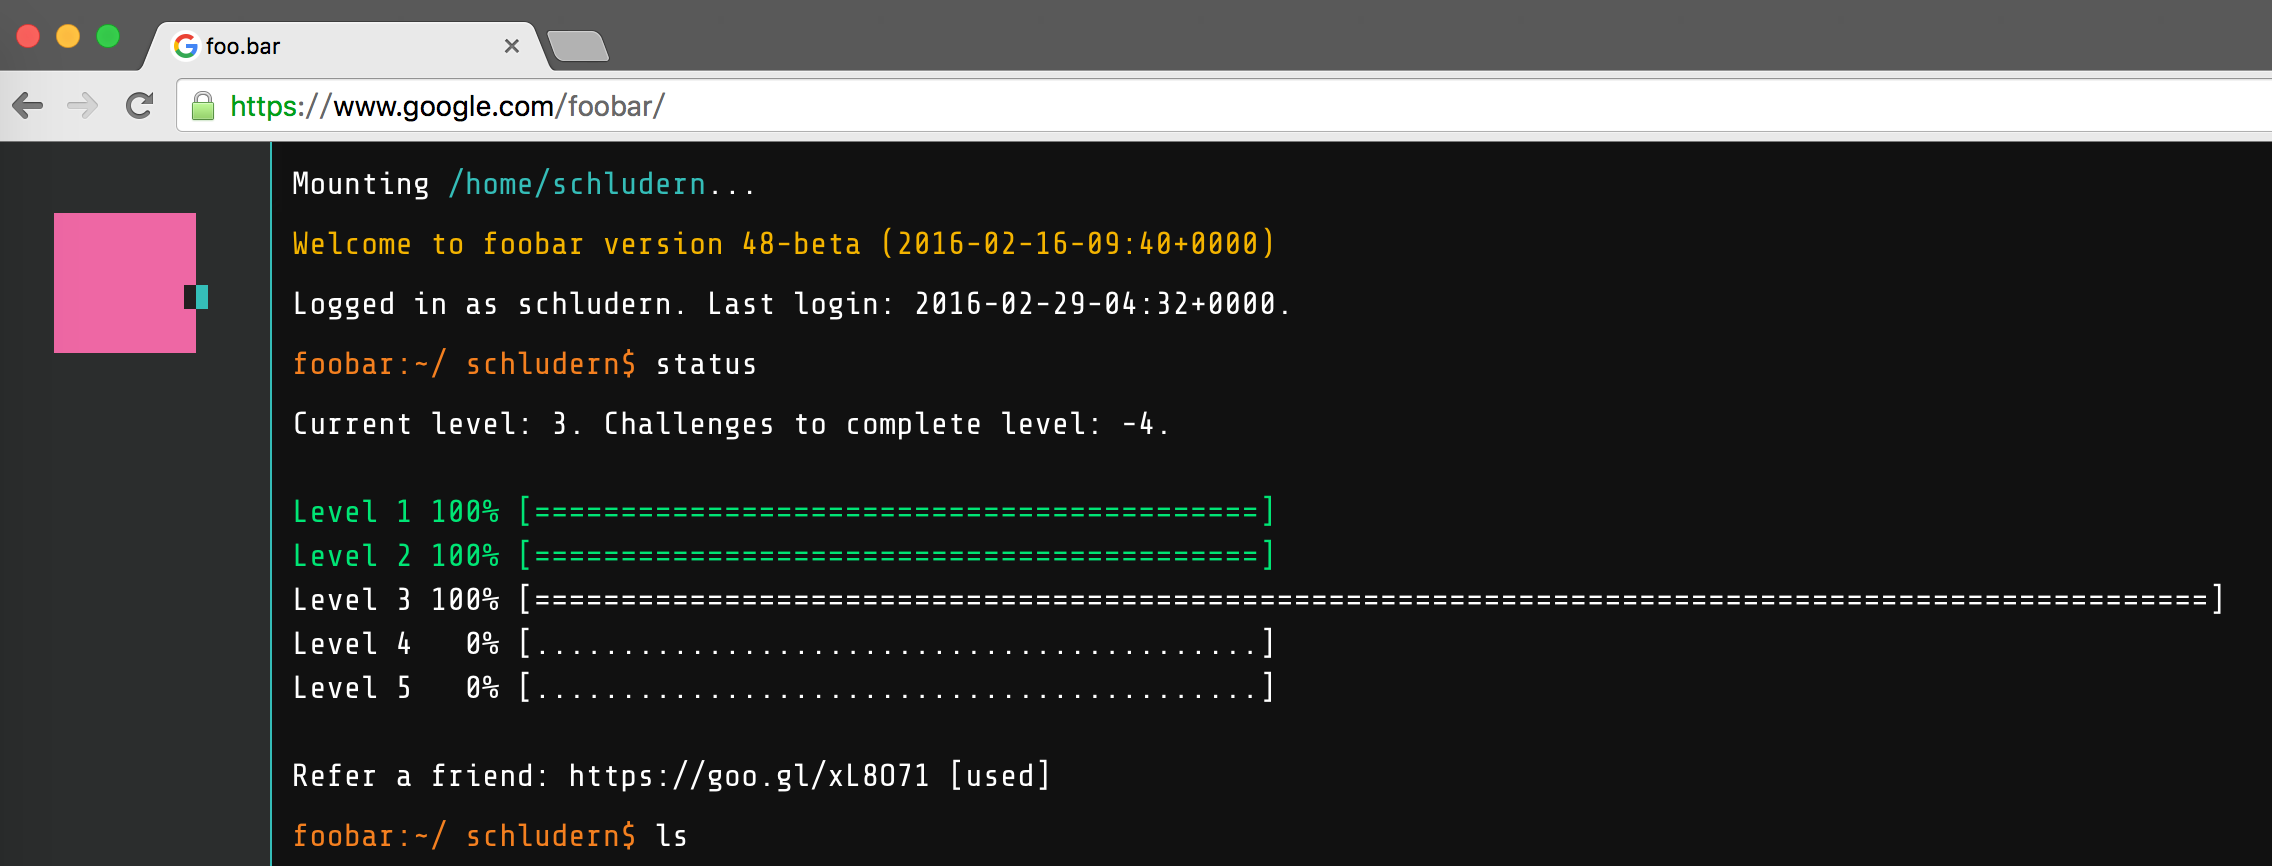 foo.bar
https://www.google.com/foobar/
Mounting /home/schludern...
Welcome to foobar version 48-beta (2016-02-16-09:40+0000)
Logged in as schludern. Last login: 2016-02-29-04:32+0000.
foobar:~/ schludern$ status
Current level: 3. Challenges to complete level: -4.
Level 1 100% [==========================================]
Level 2 100% [==========================================]
Level 3 100% [=================================================================================================]
Level 4   0% [..........................................]
Level 5   0% [..........................................]
Refer a friend: https://goo.gl/xL8O71 [used]
foobar:~/ schludern$ ls